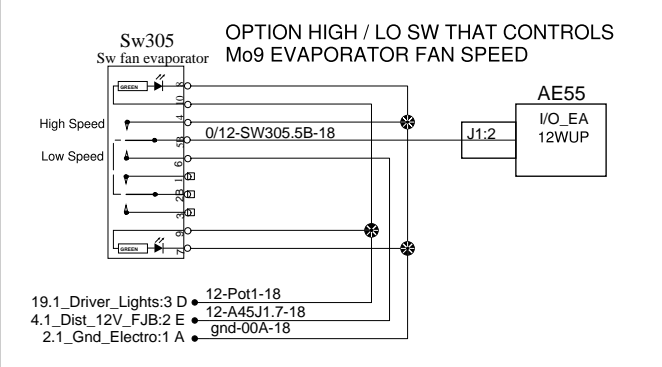 OPTION HIGH / LO SW THAT CONTROLS
Mo9 EVAPORATOR FAN SPEED
Sw305
Sw fan evaporator
GREEN
8
10
4
High Speed
5B
0/12-SW305.5B-18
J1:2
AE55
I/O_EA
12WUP
Low Speed
6
1
2B
3
9
GREEN
7
19.1_Driver_Lights:3 D
12-Pot1-18
4.1_Dist_12V_FJB:2 E
12-A45J1.7-18
2.1_Gnd_Electro:1 A
gnd-00A-18